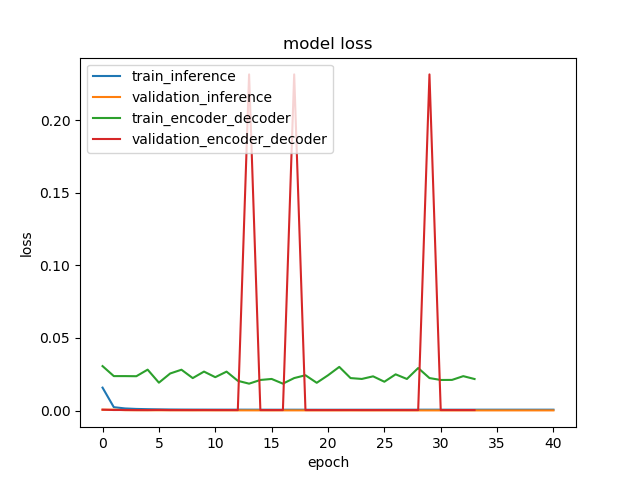 model loss
train_inference
validation_inference
train_encoder_decoder
validation_encoder_decoder
0.20
0.15
0.10
0.05
0.00
loss
0 5 10 15 20 25 30 35 40
epoch